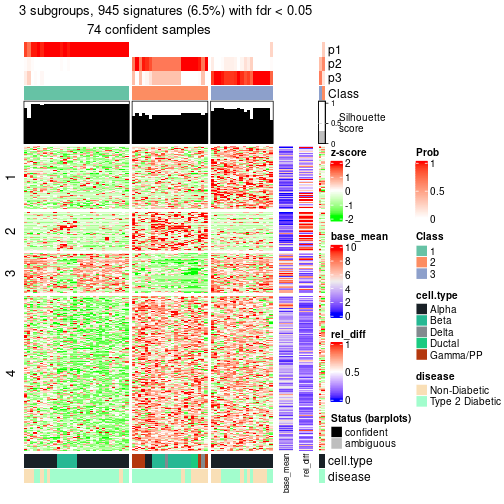 3 subgroups, 945 signatures (6.5%) with fdr < 0.05
74 confident samples
p1
p2
p3
Class
1
0.5
0
Silhouette
score
1
2
3
4
z-score
2
1
0
-1
-2
base_mean
10
8
6
4
2
0
rel_diff
1
0.5
0
Status (barplots)
confident
ambiguous
Prob
1
0.5
0
Class
1
2
3
cell.type
Alpha
Beta
Delta
Ductal
Gamma/PP
disease
Non-Diabetic
Type 2 Diabetic
base_mean
rel_diff
cell.type
disease